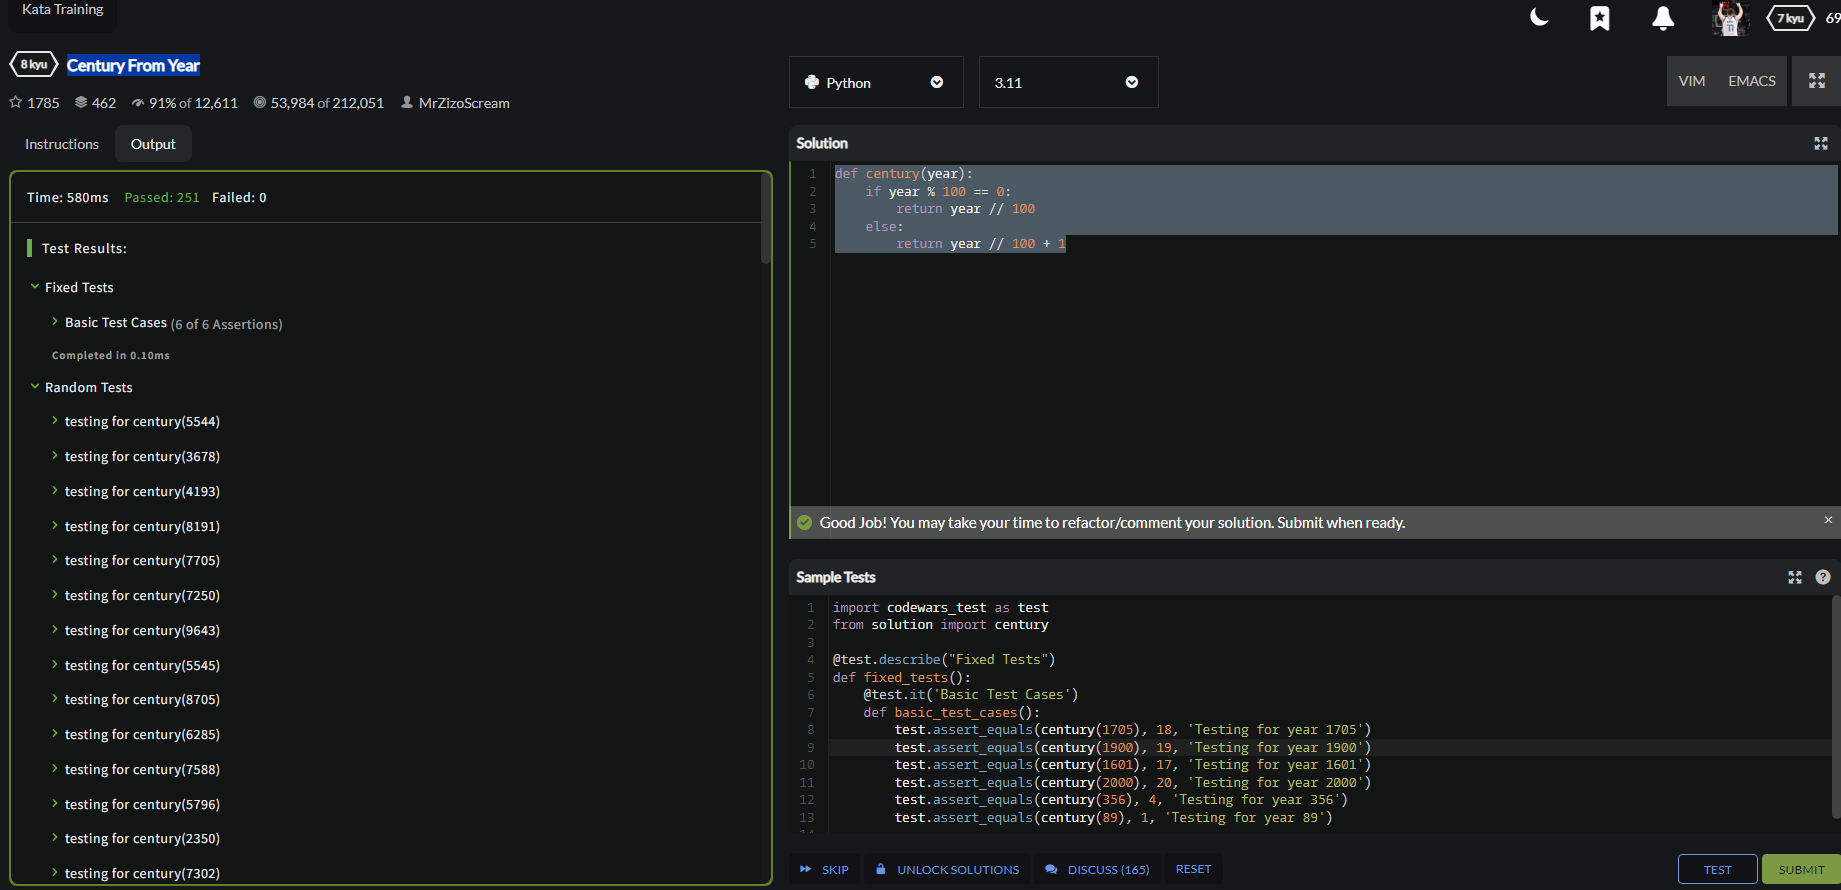 Kata Training
7 kyu
69
8 kyu
Century From Year
1785 462 91% of 12,611 53,984 of 212,051 MrZizoScream
Instructions
Output
Time: 580ms Passed: 251 Failed: 0
Test Results:
Fixed Tests
Basic Test Cases (6 of 6 Assertions)
Completed in 0.10ms
Random Tests
testing for century(5544)
testing for century(3678)
testing for century(4193)
testing for century(8191)
testing for century(7705)
testing for century(7250)
testing for century(9643)
testing for century(5545)
testing for century(8705)
testing for century(6285)
testing for century(7588)
testing for century(5796)
testing for century(2350)
testing for century(7302)
Python
3.11
VIM
EMACS
Solution
1 def century(year):
2     if year % 100 == 0:
3         return year // 100
4     else:
5         return year // 100 + 1
Good Job! You may take your time to refactor/comment your solution. Submit when ready.
×
Sample Tests
?
1 import codewars_test as test
2 from solution import century
3
4 @test.describe("Fixed Tests")
5 def fixed_tests():
6     @test.it('Basic Test Cases')
7     def basic_test_cases():
8         test.assert_equals(century(1705), 18, 'Testing for year 1705')
9         test.assert_equals(century(1900), 19, 'Testing for year 1900')
10         test.assert_equals(century(1601), 17, 'Testing for year 1601')
11         test.assert_equals(century(2000), 20, 'Testing for year 2000')
12         test.assert_equals(century(356), 4, 'Testing for year 356')
13         test.assert_equals(century(89), 1, 'Testing for year 89')
14
SKIP
UNLOCK SOLUTIONS
DISCUSS (165)
RESET
TEST
SUBMIT